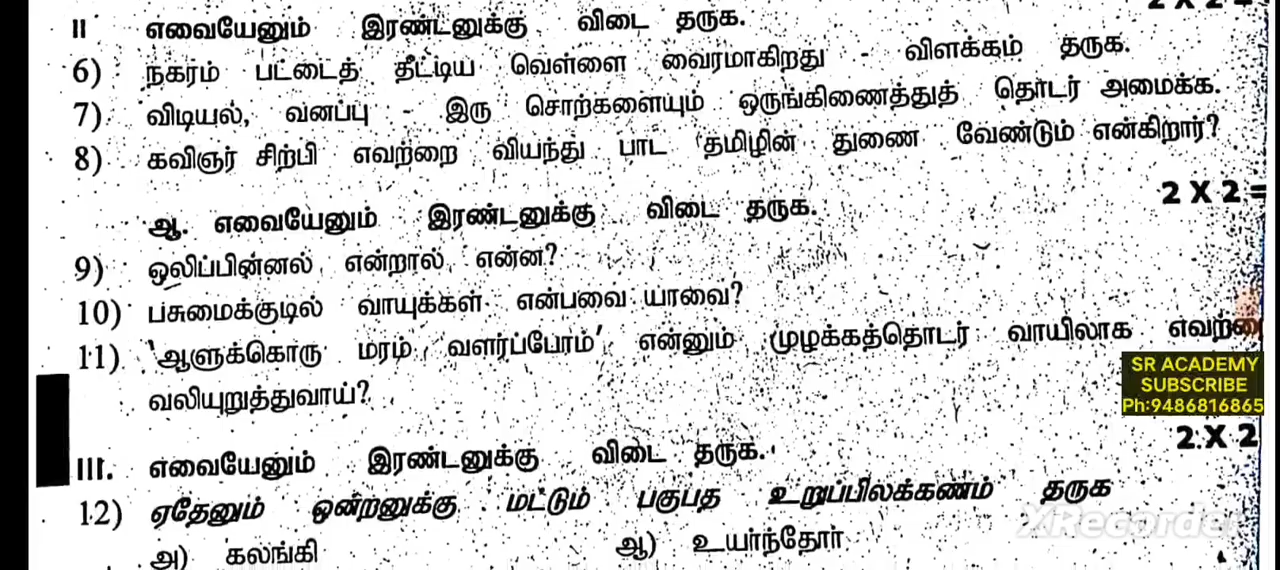 2 X 2 =
II எவையேனும் இரண்டனுக்கு விடை தருக.
6) நகரம் பட்டைத் தீட்டிய வெள்ளை வைரமாகிறது - விளக்கம் தருக.
7) விடியல், வனப்பு - இரு சொற்களையும் ஒருங்கிணைத்துத் தொடர் அமைக்க.
8) கவிஞர் சிற்பி எவற்றை வியந்து பாட தமிழின் துணை வேண்டும் என்கிறார்?
2 X 2 =
ஆ. எவையேனும் இரண்டனுக்கு விடை தருக.
9) ஒலிப்பின்னல் என்றால் என்ன?
10) பசுமைக்குடில் வாயுக்கள் என்பவை யாவை?
11) 'ஆளுக்கொரு மரம் வளர்ப்போம்' என்னும் முழக்கத்தொடர் வாயிலாக
வலியுறுத்துவாய்?
SR ACADEMY
SUBSCRIBE
Ph:9486816865
2 X 2
III. எவையேனும் இரண்டனுக்கு விடை தருக.
12) ஏதேனும் ஒன்றனுக்கு மட்டும் பகுபத உறுப்பிலக்கணம் தருக
அ) கலங்கி ஆ) உயர்ந்தோர்
XRecorder